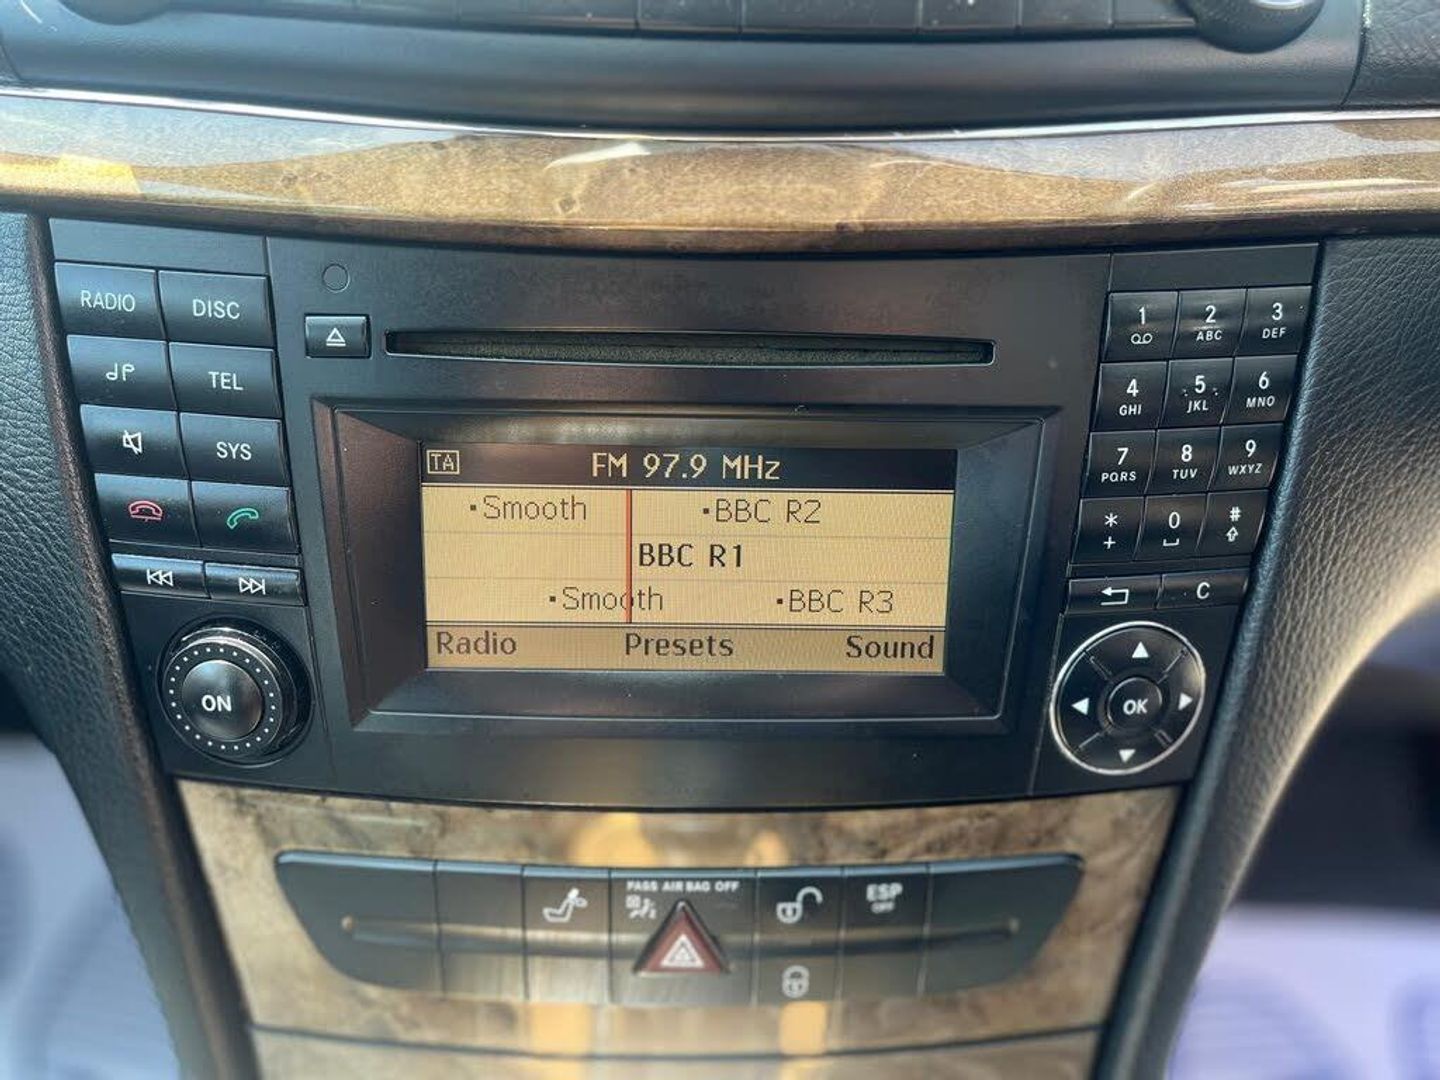 RADIO DISC
TEL
SYS
ON
TA FM 97.9 MHz
·Smooth ·BBC R2
BBC R1
·Smooth ·BBC R3
Radio Presets Sound
1 2 ABC 3 DEF
4 GHI 5 JKL 6 MNO
7 PQRS 8 TUV 9 WXYZ
* + 0 #
C
OK
PASS AIR BAG OFF
ESP
OFF